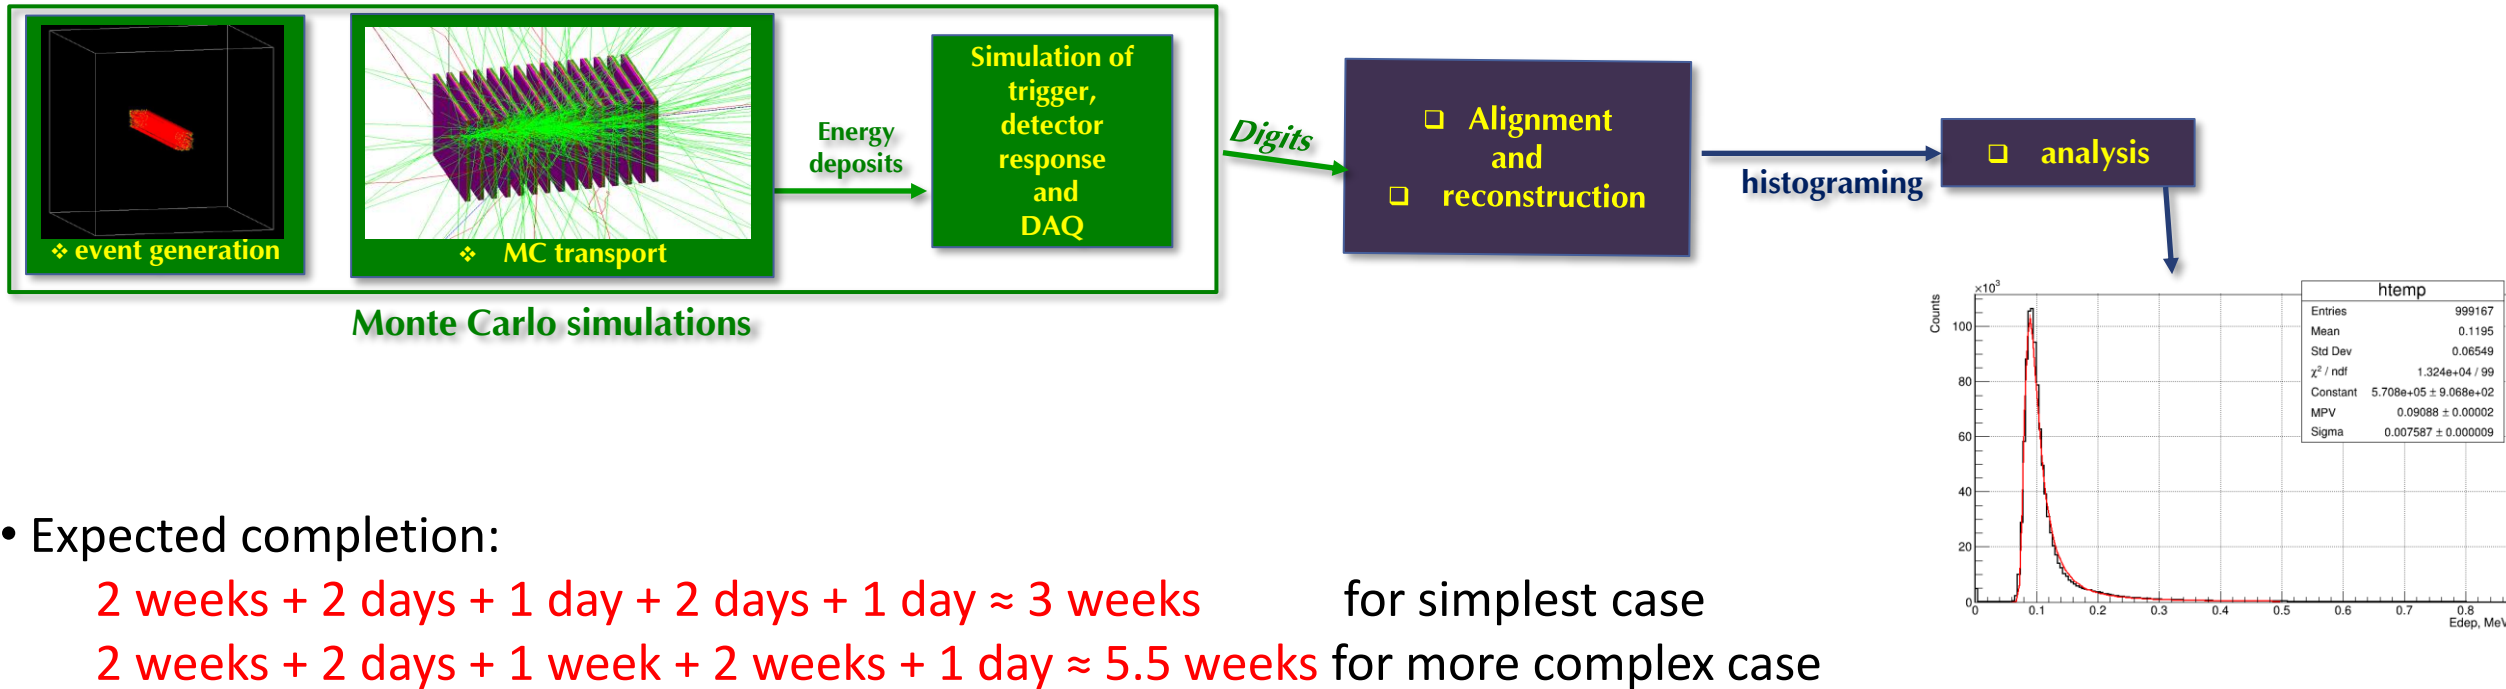 ❖ event generation
❖ MC transport
Energy
deposits
Simulation of
trigger,
detector
response
and
DAQ
Monte Carlo simulations
Digits
❑ Alignment
and
❑ reconstruction
histograming
❑ analysis
×10³
Counts
100
80
60
40
20
0
0 0.1 0.2 0.3 0.4 0.5 0.6 0.7 0.8
Edep, MeV
htemp
Entries 999167
Mean 0.1195
Std Dev 0.06549
χ² / ndf 1.324e+04 / 99
Constant 5.708e+05 ± 9.068e+02
MPV 0.09088 ± 0.00002
Sigma 0.007587 ± 0.000009
• Expected completion:
2 weeks + 2 days + 1 day + 2 days + 1 day ≈ 3 weeks for simplest case
2 weeks + 2 days + 1 week + 2 weeks + 1 day ≈ 5.5 weeks for more complex case